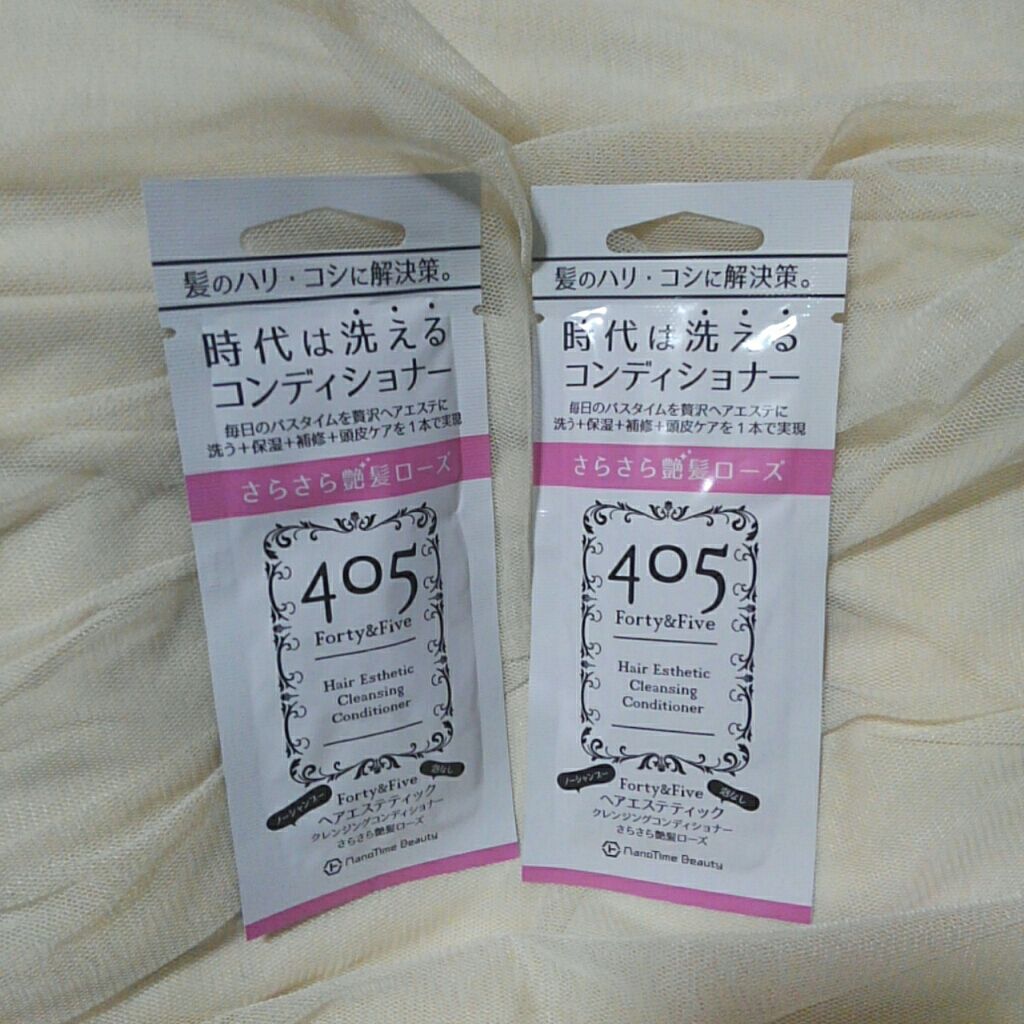 髪のハリ・コシに解決策。
時代は洗える
コンディショナー
毎日のバスタイムを贅沢ヘアエステに
洗う+保湿+補修+頭皮ケアを1本で実現
さらさら艶髪ローズ
405
Forty&Five
Hair Esthetic
Cleansing
Conditioner
ノーシャンプー
泡なし
Forty&Five
ヘアエステティック
クレンジングコンディショナー
さらさら艶髪ローズ
NanoTime Beauty
髪のハリ・コシに解決策。
時代は洗える
コンディショナー
毎日のバスタイムを贅沢ヘアエステに
洗う+保湿+補修+頭皮ケアを1本で実現
さらさら艶髪ローズ
405
Forty&Five
Hair Esthetic
Cleansing
Conditioner
ノーシャンプー
泡なし
Forty&Five
ヘアエステティック
クレンジングコンディショナー
さらさら艶髪ローズ
NanoTime Beauty